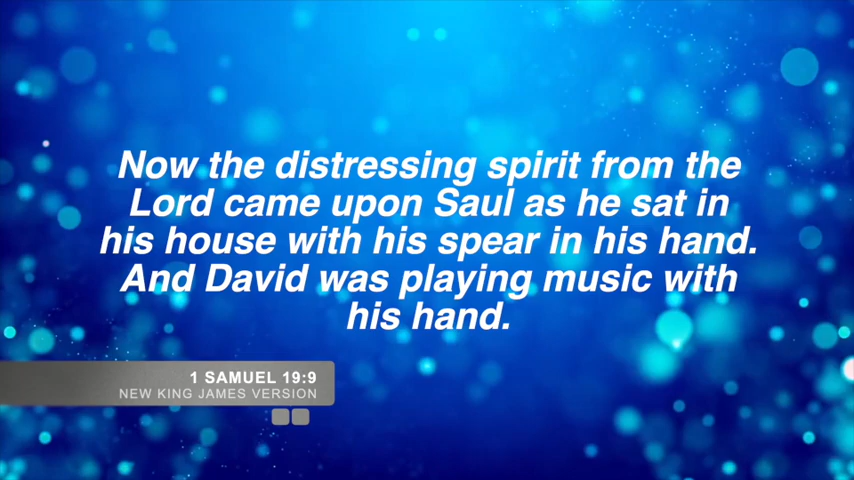 Now the distressing spirit from the
Lord came upon Saul as he sat in
his house with his spear in his hand.
And David was playing music with
his hand.
1 SAMUEL 19:9
NEW KING JAMES VERSION